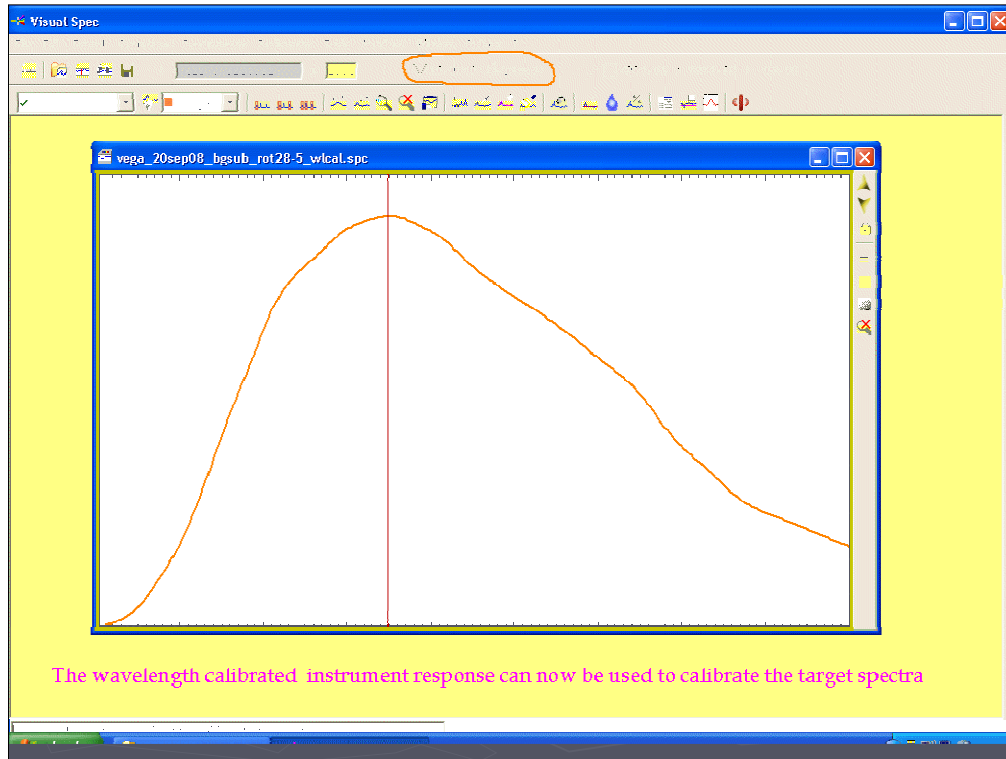 Visual Spec
vega_20sep08_bgsub_rot28-5_wlcal.spc
The wavelength calibrated instrument response can now be used to calibrate the target spectra